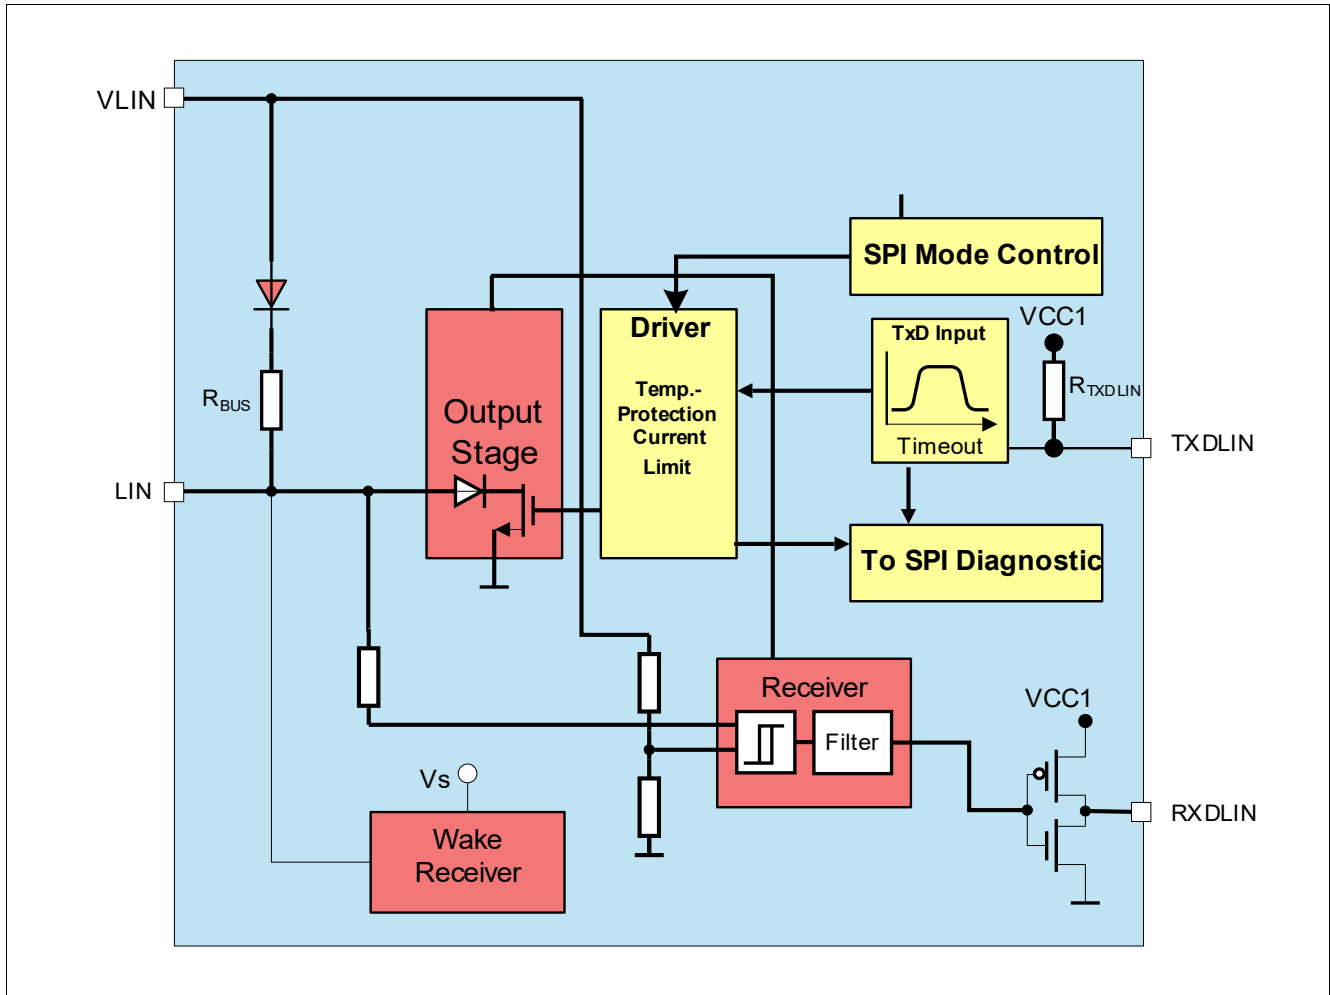 VLIN
SPI Mode Control
VCC1
Driver
TxD Input
RTXDLIN
Temp.-
Protection
Current
Limit
RBUS
Output
Stage
Timeout
TXDLIN
LIN
To SPI Diagnostic
Receiver
VCC1
Filter
Vs
RXDLIN
Wake
Receiver